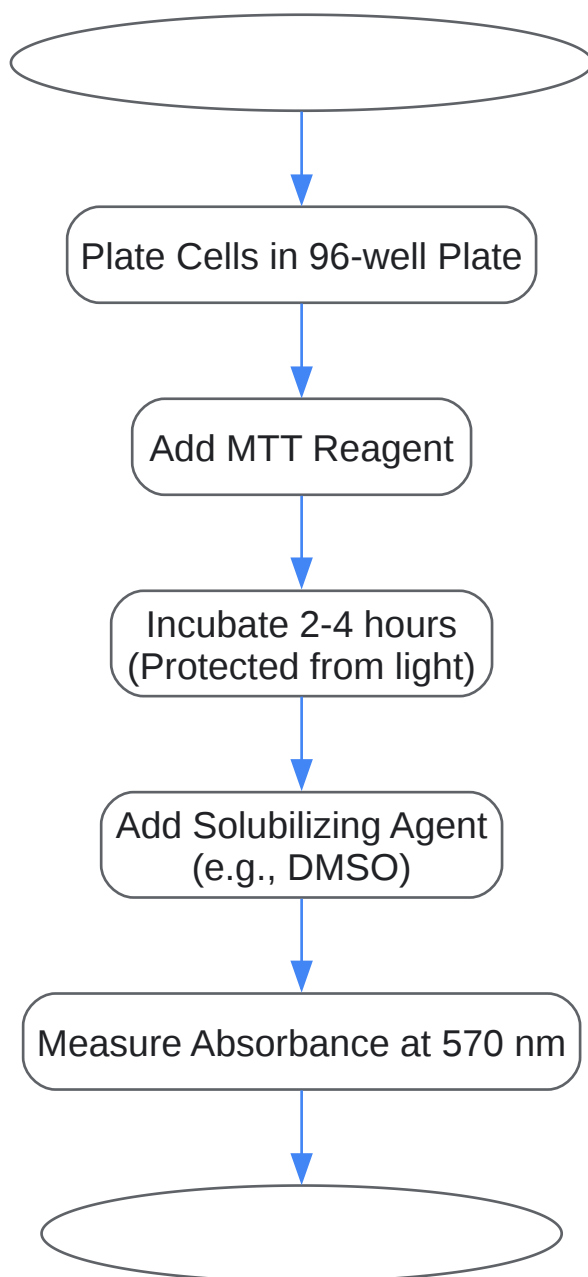 Plate Cells in 96-well Plate
Add MTT Reagent
Incubate 2-4 hours
(Protected from light)
Add Solubilizing Agent
(e.g., DMSO)
Measure Absorbance at 570 nm